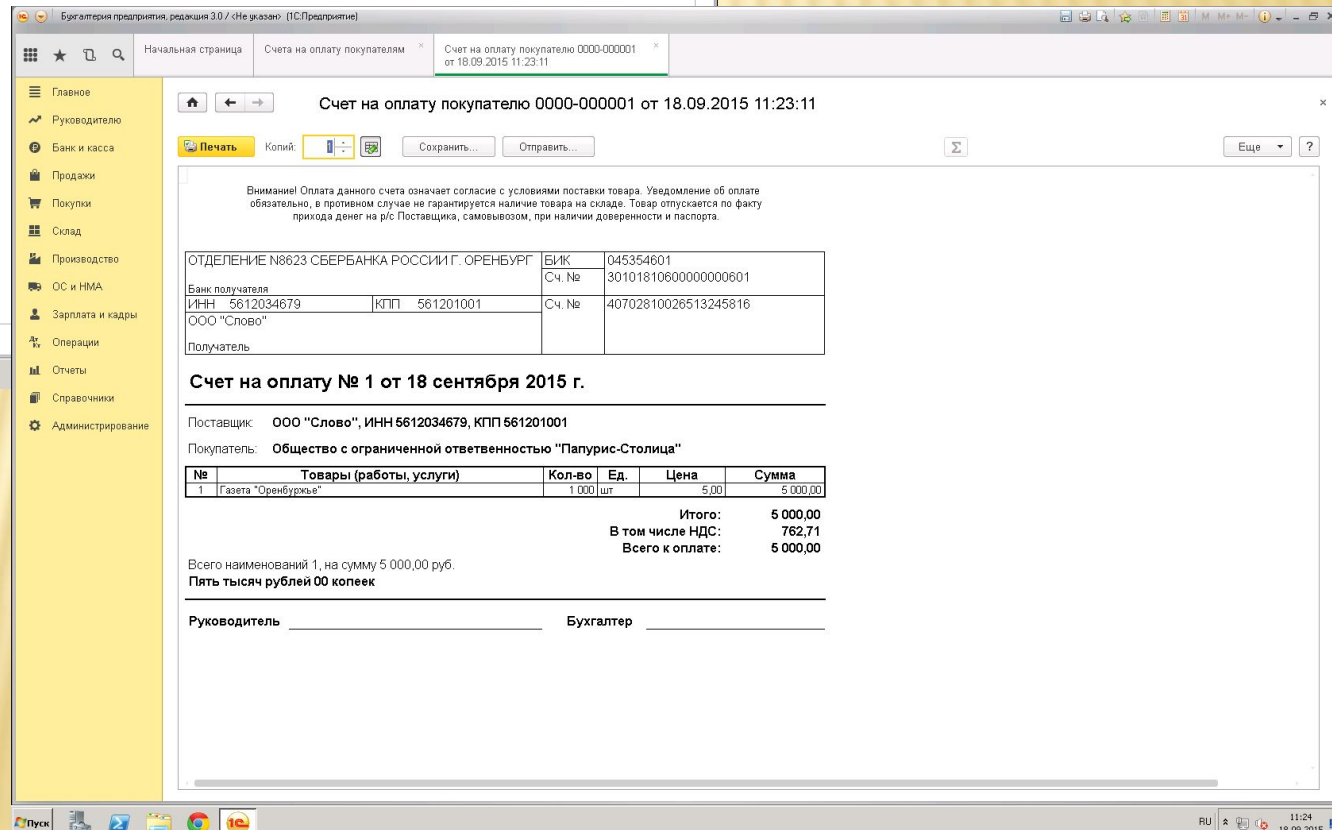 Бухгалтерия предприятия, редакция 3.0 / <Не указан> (1С:Предприятие)
M M+ M-
Начальная страница
Счета на оплату покупателям
Счет на оплату покупателю 0000-000001
от 18.09.2015 11:23:11
Главное
Руководителю
Банк и касса
Продажи
Покупки
Склад
Производство
ОС и НМА
Зарплата и кадры
Операции
Отчеты
Справочники
Администрирование
Счет на оплату покупателю 0000-000001 от 18.09.2015 11:23:11
Печать Копий: 1 Сохранить... Отправить... Σ Еще ?
Внимание! Оплата данного счета означает согласие с условиями поставки товара. Уведомление об оплате
обязательно, в противном случае не гарантируется наличие товара на складе. Товар отпускается по факту
прихода денег на р/с Поставщика, самовывозом, при наличии доверенности и паспорта.
ОТДЕЛЕНИЕ N8623 СБЕРБАНКА РОССИИ Г. ОРЕНБУРГ БИК 045354601
Сч. № 30101810600000000601
Банк получателя
ИНН 5612034679 КПП 561201001 Сч. № 40702810026513245816
ООО "Слово"
Получатель
Счет на оплату № 1 от 18 сентября 2015 г.
Поставщик: ООО "Слово", ИНН 5612034679, КПП 561201001
Покупатель: Общество с ограниченной ответственностью "Папурис-Столица"
№ Товары (работы, услуги) Кол-во Ед. Цена Сумма
1 Газета "Оренбуржье" 1 000 шт 5,00 5 000,00
Итого: 5 000,00
В том числе НДС: 762,71
Всего к оплате: 5 000,00
Всего наименований 1, на сумму 5 000,00 руб.
Пять тысяч рублей 00 копеек
Руководитель Бухгалтер
Пуск
RU 11:24
18.09.2015